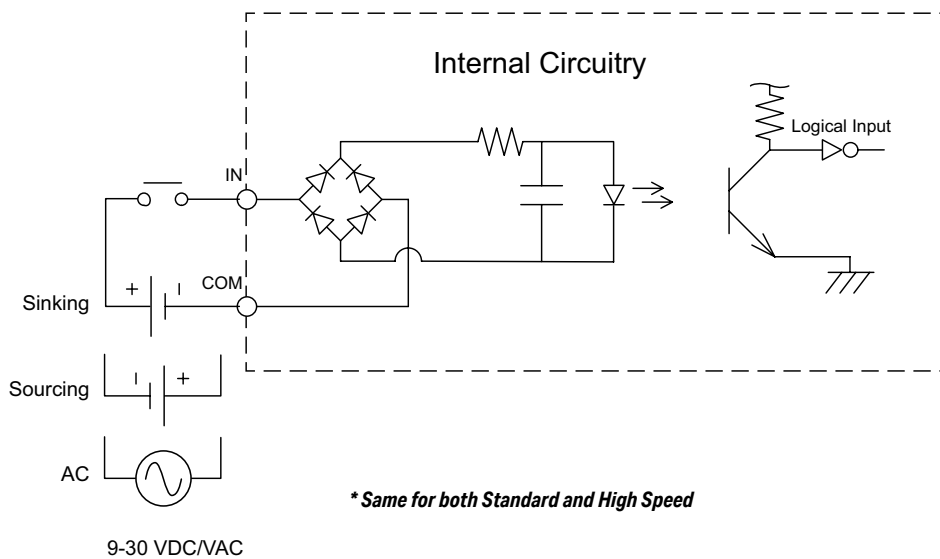 Internal Circuitry
Logical Input
IN
COM
+ –
Sinking
– +
Sourcing
AC
* Same for both Standard and High Speed
9-30 VDC/VAC